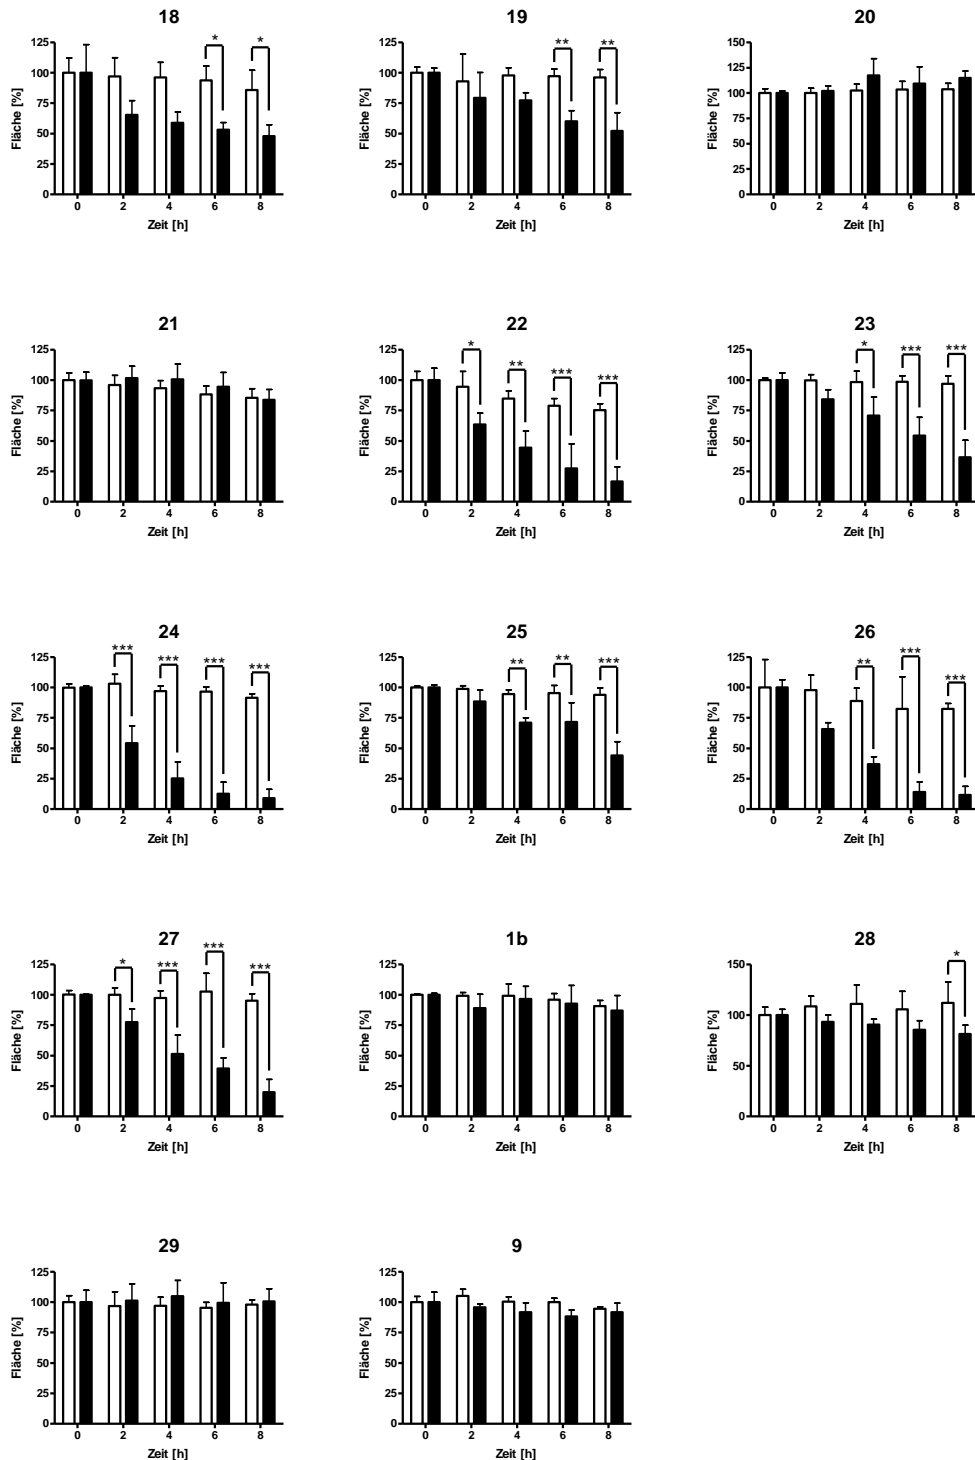 18
* *
Fläche [%]
125
100
75
50
25
0
0 2 4 6 8
Zeit [h]
19
** **
Fläche [%]
125
100
75
50
25
0
0 2 4 6 8
Zeit [h]
20
Fläche [%]
150
125
100
75
50
25
0
0 2 4 6 8
Zeit [h]
21
Fläche [%]
125
100
75
50
25
0
0 2 4 6 8
Zeit [h]
22
* ** *** ***
Fläche [%]
125
100
75
50
25
0
0 2 4 6 8
Zeit [h]
23
* *** ***
Fläche [%]
125
100
75
50
25
0
0 2 4 6 8
Zeit [h]
24
*** *** *** ***
Fläche [%]
125
100
75
50
25
0
0 2 4 6 8
Zeit [h]
25
** ** ***
Fläche [%]
125
100
75
50
25
0
0 2 4 6 8
Zeit [h]
26
** *** ***
Fläche [%]
125
100
75
50
25
0
0 2 4 6 8
Zeit [h]
27
* *** *** ***
Fläche [%]
125
100
75
50
25
0
0 2 4 6 8
Zeit [h]
1b
Fläche [%]
125
100
75
50
25
0
0 2 4 6 8
Zeit [h]
28
*
Fläche [%]
150
100
50
0
0 2 4 6 8
Zeit [h]
29
Fläche [%]
125
100
75
50
25
0
0 2 4 6 8
Zeit [h]
9
Fläche [%]
125
100
75
50
25
0
0 2 4 6 8
Zeit [h]